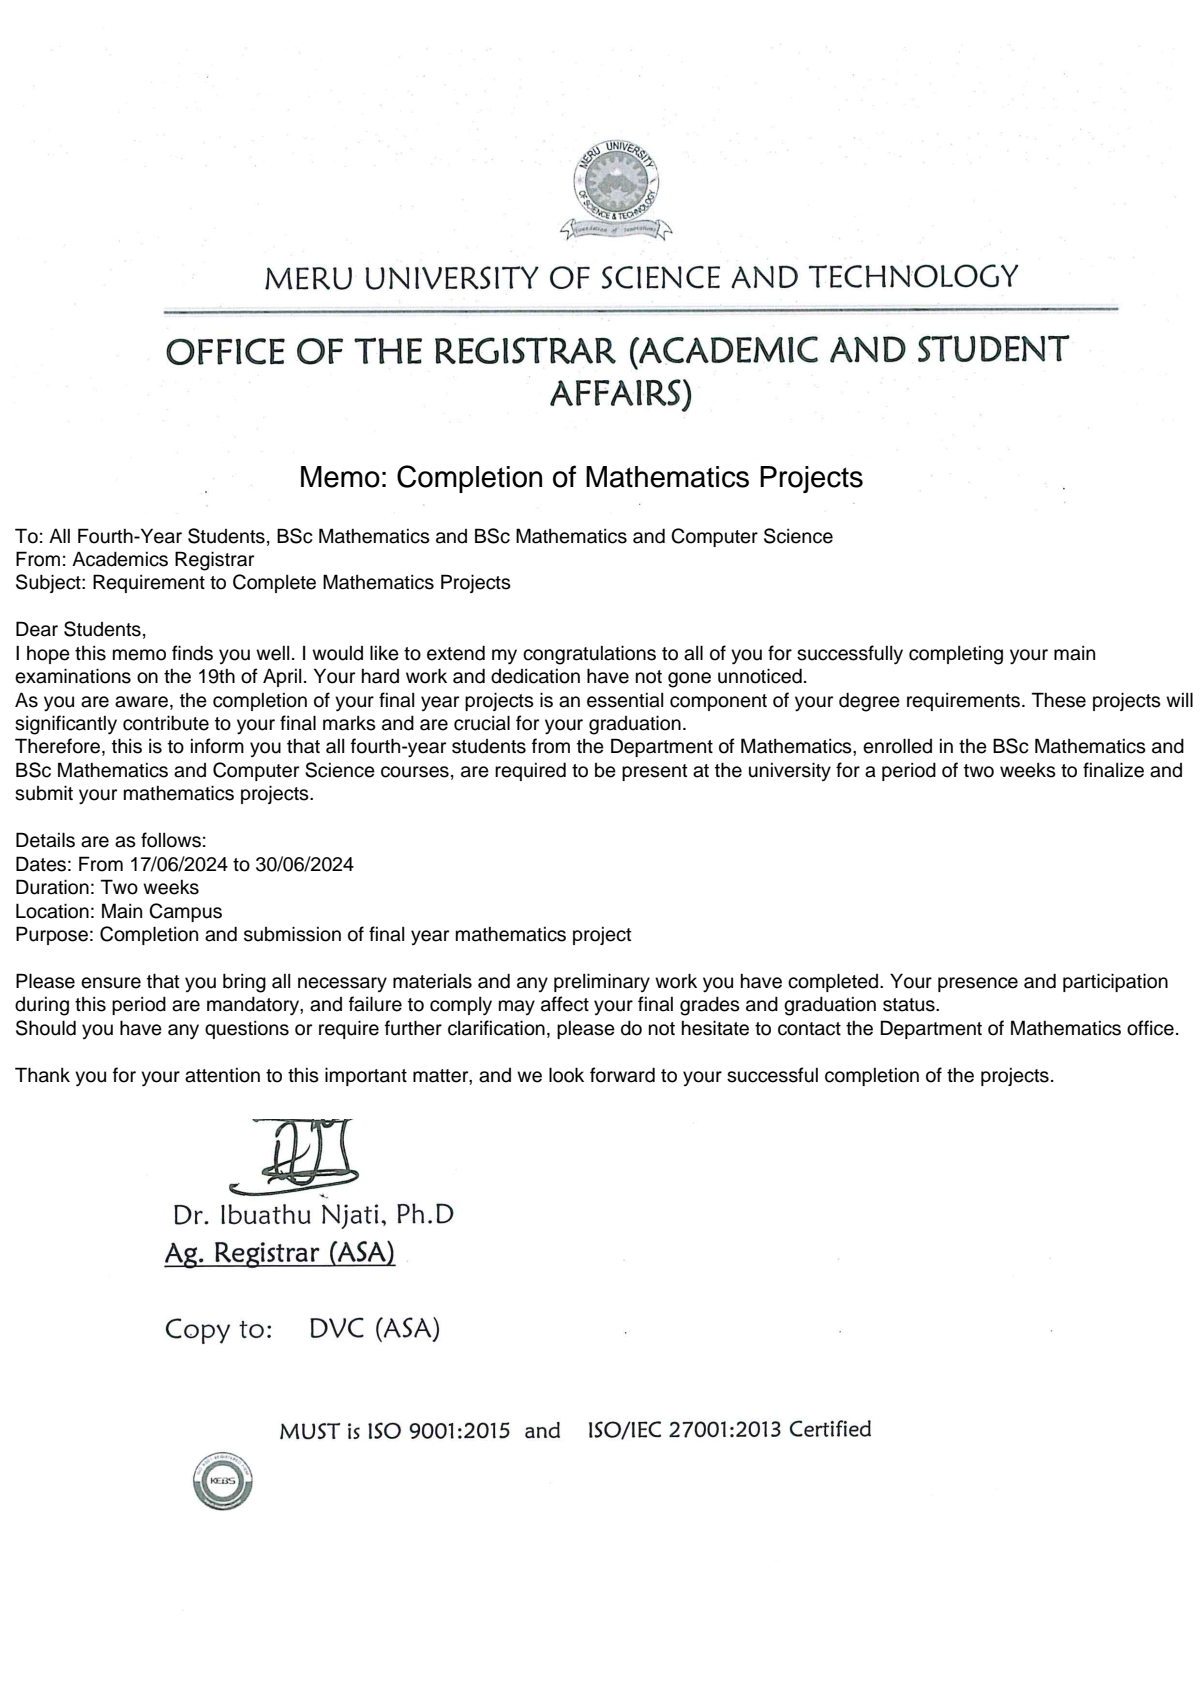 MERU UNIVERSITY
OF SCIENCE & TECHNOLOGY
Foundation of Innovations
MERU UNIVERSITY OF SCIENCE AND TECHNOLOGY
OFFICE OF THE REGISTRAR (ACADEMIC AND STUDENT
AFFAIRS)
Memo: Completion of Mathematics Projects
To: All Fourth-Year Students, BSc Mathematics and BSc Mathematics and Computer Science
From: Academics Registrar
Subject: Requirement to Complete Mathematics Projects
Dear Students,
I hope this memo finds you well. I would like to extend my congratulations to all of you for successfully completing your main
examinations on the 19th of April. Your hard work and dedication have not gone unnoticed.
As you are aware, the completion of your final year projects is an essential component of your degree requirements. These projects will
significantly contribute to your final marks and are crucial for your graduation.
Therefore, this is to inform you that all fourth-year students from the Department of Mathematics, enrolled in the BSc Mathematics and
BSc Mathematics and Computer Science courses, are required to be present at the university for a period of two weeks to finalize and
submit your mathematics projects.
Details are as follows:
Dates: From 17/06/2024 to 30/06/2024
Duration: Two weeks
Location: Main Campus
Purpose: Completion and submission of final year mathematics project
Please ensure that you bring all necessary materials and any preliminary work you have completed. Your presence and participation
during this period are mandatory, and failure to comply may affect your final grades and graduation status.
Should you have any questions or require further clarification, please do not hesitate to contact the Department of Mathematics office.
Thank you for your attention to this important matter, and we look forward to your successful completion of the projects.
Dr. Ibuathu Njati, Ph.D
Ag. Registrar (ASA)
Copy to: DVC (ASA)
MUST is ISO 9001:2015 and ISO/IEC 27001:2013 Certified
KEBS